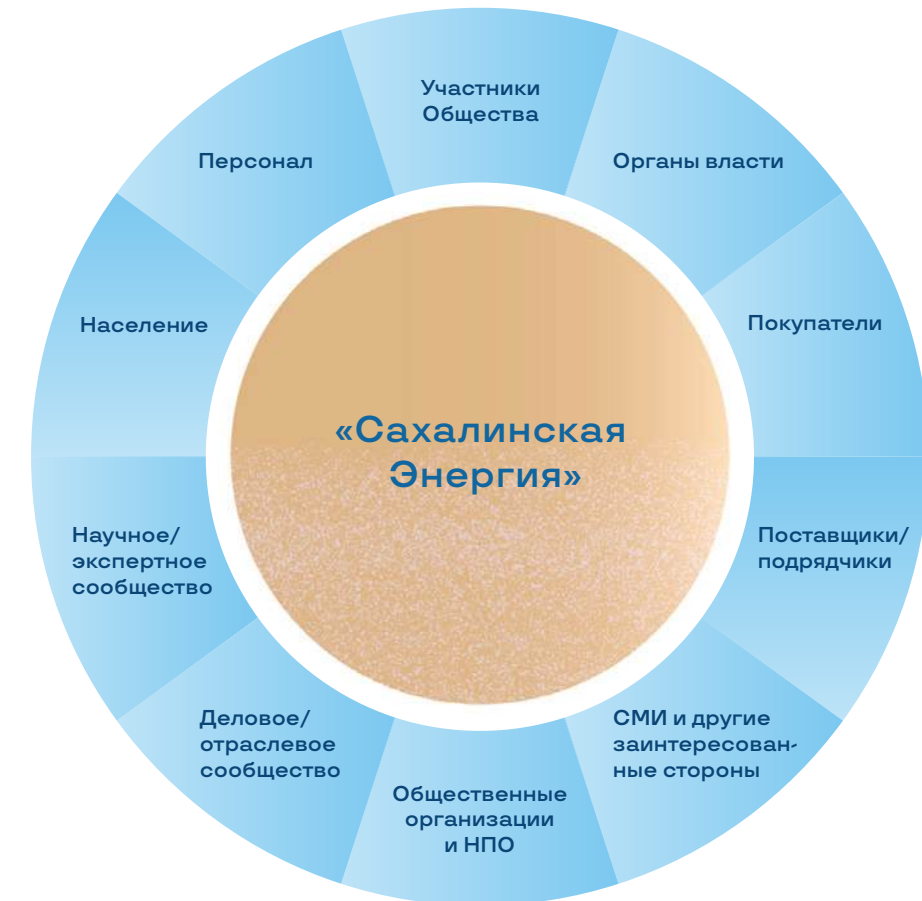 Участники
Общества
Органы власти
Покупатели
Поставщики/
подрядчики
СМИ и другие
заинтересован-
ные стороны
Общественные
организации
и НПО
Деловое/
отраслевое
сообщество
Научное/
экспертное
сообщество
Население
Персонал
«Сахалинская
Энергия»